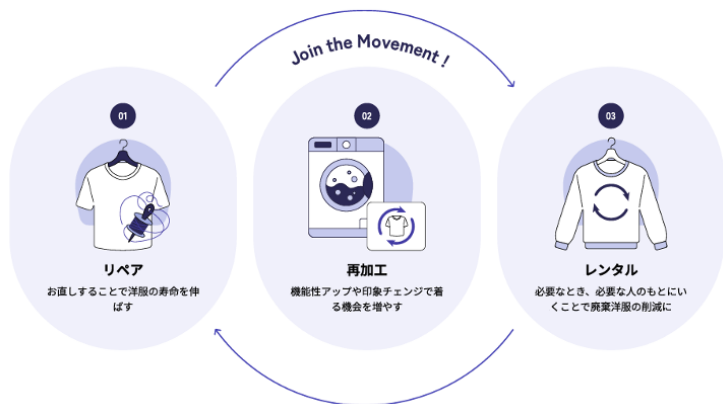 Join the Movement !
01
リペア
お直しすることで洋服の寿命を伸
ばす
02
再加工
機能性アップや印象チェンジで着
る機会を増やす
03
レンタル
必要なとき、必要な人のもとにい
くことで廃棄洋服の削減に